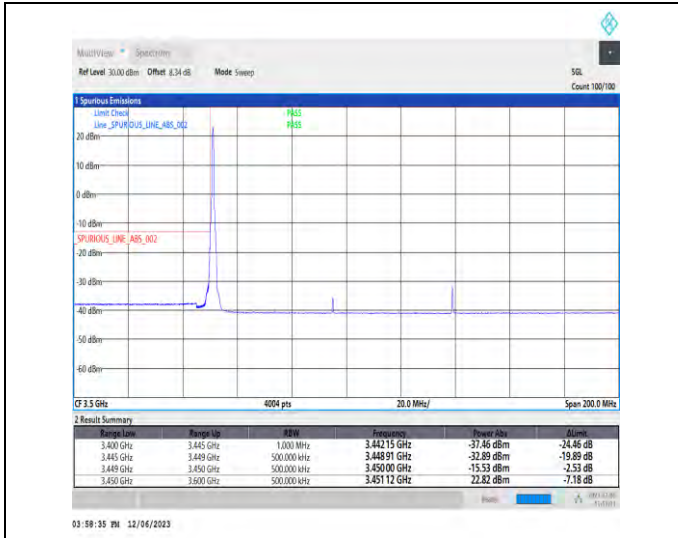 MultiView Spectrum
Ref Level 30.00 dBm Offset 8.34 dB Mode Sweep SGL
Count 100/100
1 Spurious Emissions
Limit Check PASS
Line _SPURIOUS_LINE_ABS_002 PASS
20 dBm
10 dBm
0 dBm
-10 dBm
_SPURIOUS_LINE_ABS_002
-20 dBm
-30 dBm
-40 dBm
-50 dBm
-60 dBm
CF 3.5 GHz 4004 pts 20.0 MHz/ Span 200.0 MHz
2 Result Summary
Range Low Range Up RBW Frequency Power Abs ΔLimit
3.400 GHz 3.445 GHz 1.000 MHz 3.442 15 GHz -37.46 dBm -24.46 dB
3.445 GHz 3.449 GHz 500.000 kHz 3.448 91 GHz -32.89 dBm -19.89 dB
3.449 GHz 3.450 GHz 500.000 kHz 3.450 00 GHz -15.53 dBm -2.53 dB
3.450 GHz 3.600 GHz 500.000 kHz 3.451 12 GHz 22.82 dBm -7.18 dB
03:58:35 PM 12/06/2023